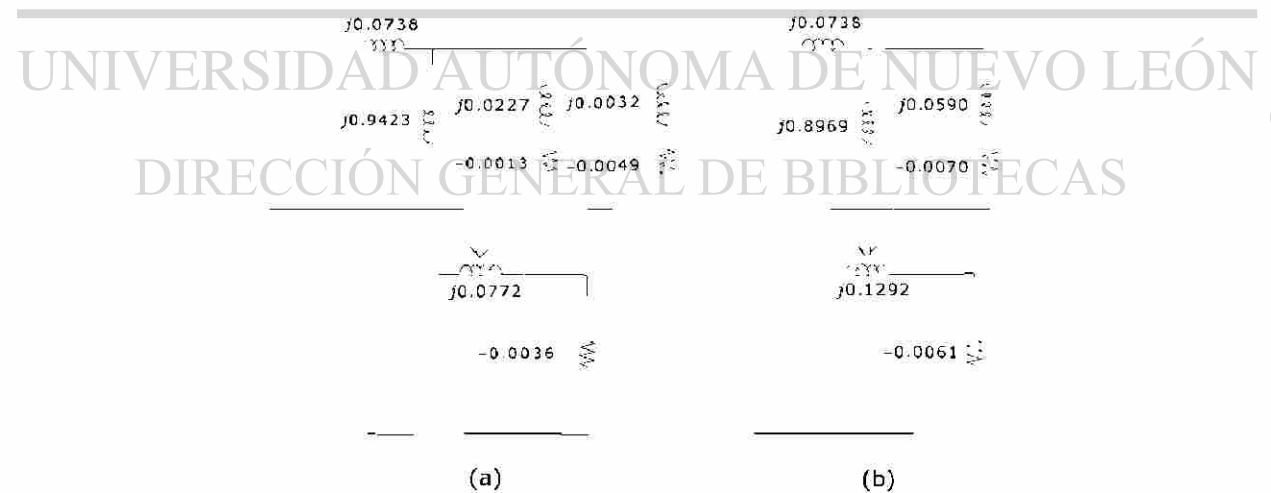 j0.0738
j0.0738
UNIVERSIDAD AUTÓNOMA DE NUEVO LEÓN
j0.9423
j0.0227
j0.0032
j0.8969
j0.0590
-0.0013
-0.0049
-0.0070
DIRECCIÓN GENERAL DE BIBLIOTECAS
j0.0772
j0.1292
-0.0036
-0.0061
(a)
(b)